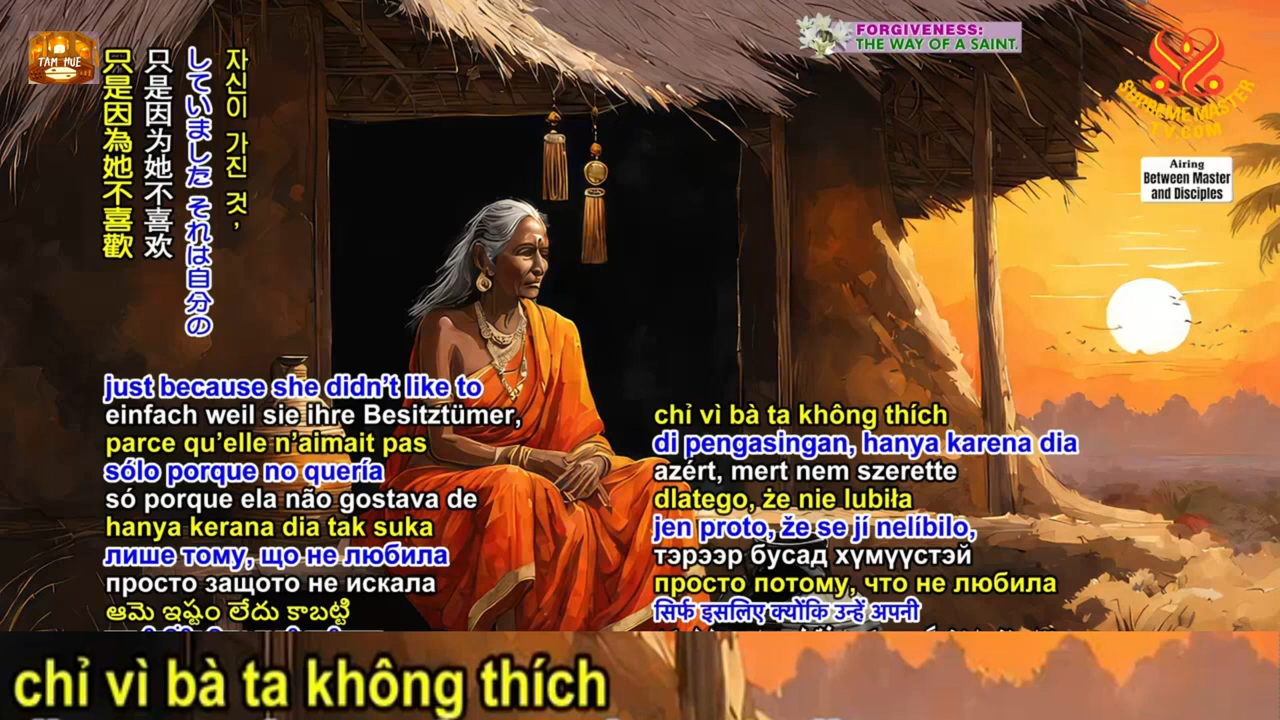 TAM HUE
FORGIVENESS:
THE WAY OF A SAINT.
SUPREME MASTER
TV.COM
Airing
Between Master
and Disciples
자신이 가진 것,
していました それは自分の
只是因为她不喜欢
只是因為她不喜歡
just because she didn't like to
einfach weil sie ihre Besitztümer,
parce qu'elle n'aimait pas
sólo porque no quería
só porque ela não gostava de
hanya kerana dia tak suka
лише тому, що не любила
просто защото не искала
ఆమె ఇష్టం లేదు కాబట్టి
chỉ vì bà ta không thích
di pengasingan, hanya karena dia
azért, mert nem szerette
dlatego, że nie lubiła
jen proto, že se jí nelíbilo,
тэрээр бусад хүмүүстэй
просто потому, что не любила
सिर्फ इसलिए क्योंकि उन्हें अपनी
chỉ vì bà ta không thích